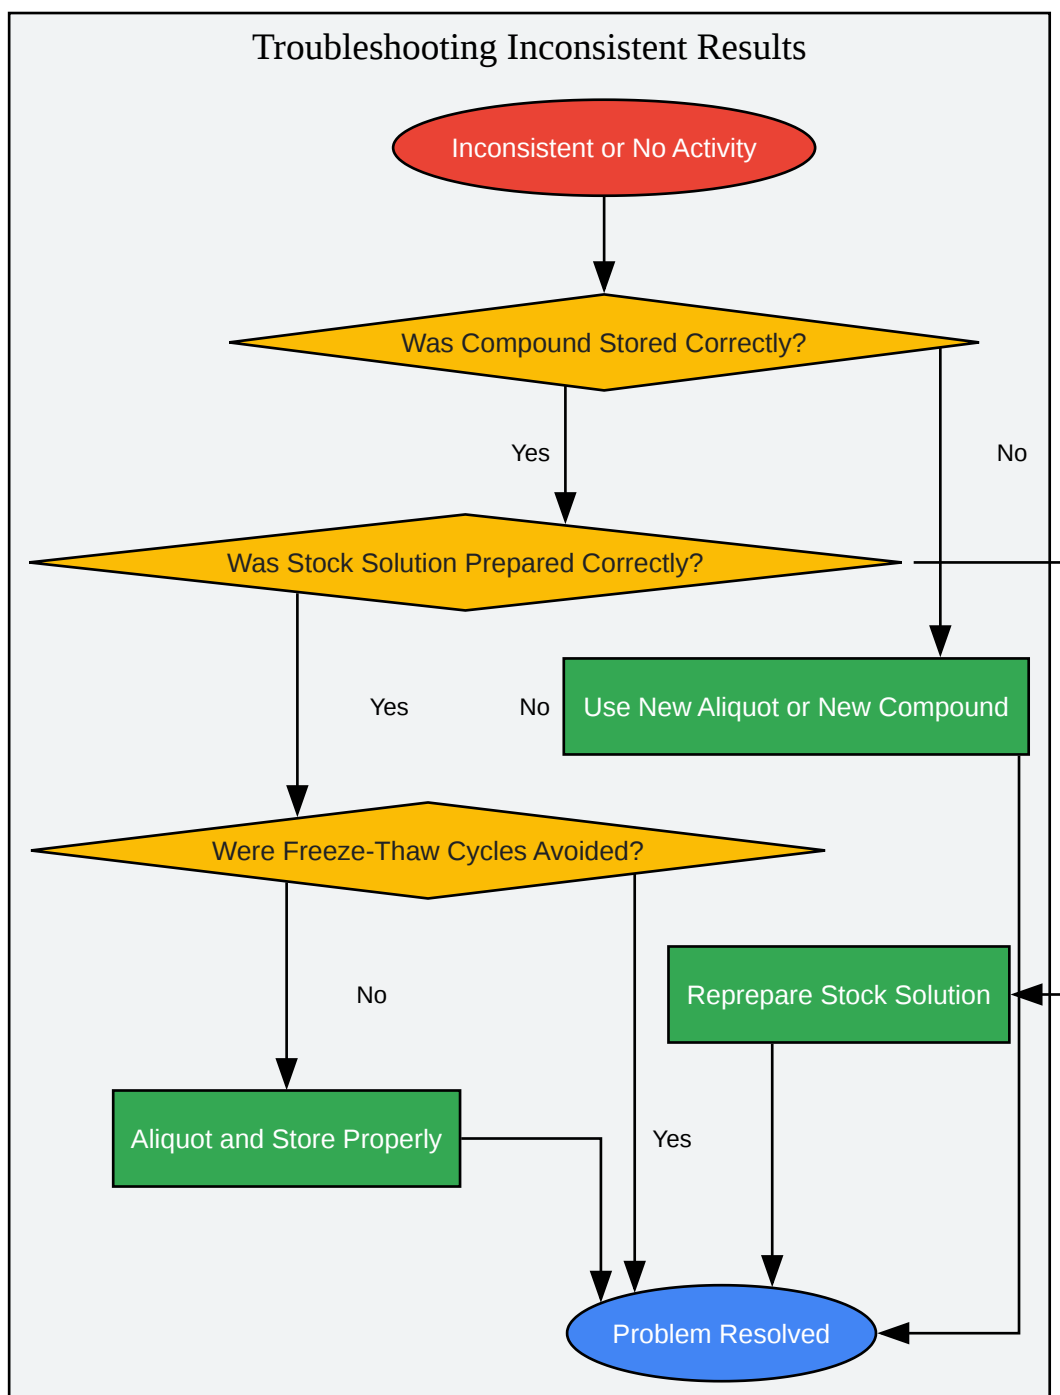 Troubleshooting Inconsistent Results
Inconsistent or No Activity
Was Compound Stored Correctly?
Yes
No
Was Stock Solution Prepared Correctly?
Yes
No
Use New Aliquot or New Compound
Were Freeze-Thaw Cycles Avoided?
No
Reprepare Stock Solution
Aliquot and Store Properly
Yes
Problem Resolved